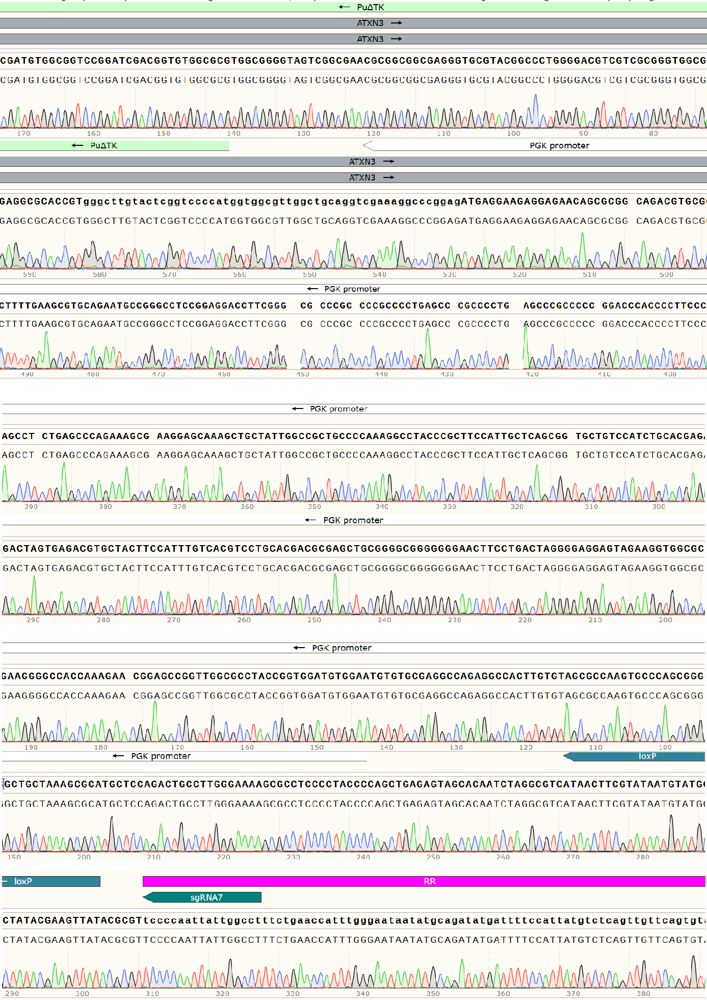 ← PuΔTK
ATXN3 →
ATXN3 →
CGATGTGGCGGTCCGGATCGACGGTGTGGCGCGTGGCGGGGTAGTCGGCGAACGCGGCGGCGAGGGTGCGTACGGCCCTGGGGACGTCGTCGCGGGTGGCG
CGATGTGGCGGTCCGGATCGACGGTGTGGCGCGTGGCGGGGTAGTCGGCGAACGCGGCGGCGAGGGTGCGTACGGCCCTGGGGACGTCGTCGCGGGTGGCG
170 160 150 140 130 120 110 100 90 80
← PuΔTK PGK promoter
ATXN3 →
ATXN3 →
GAGGCGCACCGTgggcttgtactcggtccccatggtggcgttggctgcaggtcgaaaggcccggagATGAGGAAGAGGAGAACAGCGCGG CAGACGTGCG
GAGGCGCACCGTGGGCTTGTACTCGGTCCCCATGGTGGCGTTGGCTGCAGGTCGAAAGGCCCGGAGATGAGGAAGAGGAGAACAGCGCGG CAGACGTGCG
590 580 570 560 550 540 530 520 510 500
← PGK promoter
CTTTTGAAGCGTGCAGAATGCCGGGCCTCCGGAGGACCTTCGGG CG CCCGC CCCGCCCCTGAGCC CGCCCCTG AGCCCGCCCCC GGACCCACCCCTTCCC
CTTTTGAAGCGTGCAGAATGCCGGGCCTCCGGAGGACCTTCGGG CG CCCGC CCCGCCCCTGAGCC CGCCCCTG AGCCCGCCCCC GGACCCACCCCTTCCC
490 480 470 460 450 440 430 420 410 400
← PGK promoter
AGCCT CTGAGCCCAGAAAGCG AAGGAGCAAAGCTGCTATTGGCCGCTGCCCCAAAGGCCTACCCGCTTCCATTGCTCAGCGG TGCTGTCCATCTGCACGAGA
AGCCT CTGAGCCCAGAAAGCG AAGGAGCAAAGCTGCTATTGGCCGCTGCCCCAAAGGCCTACCCGCTTCCATTGCTCAGCGG TGCTGTCCATCTGCACGAGA
390 380 370 360 350 340 330 320 310 300
← PGK promoter
GACTAGTGAGACGTGCTACTTCCATTTGTCACGTCCTGCACGACGCGAGCTGCGGGGCGGGGGGGAACTTCCTGACTAGGGGAGGAGTAGAAGGTGGCGC
GACTAGTGAGACGTGCTACTTCCATTTGTCACGTCCTGCACGACGCGAGCTGCGGGGCGGGGGGGAACTTCCTGACTAGGGGAGGAGTAGAAGGTGGCGC
290 280 270 260 250 240 230 220 210 200
← PGK promoter
GAAGGGGCCACCAAAGAA CGGAGCCGGTTGGCGCCTACCGGTGGATGTGGAATGTGTGCGAGGCCAGAGGCCACTTGTGTAGCGCCAAGTGCCCAGCGGG
GAAGGGGCCACCAAAGAA CGGAGCCGGTTGGCGCCTACCGGTGGATGTGGAATGTGTGCGAGGCCAGAGGCCACTTGTGTAGCGCCAAGTGCCCAGCGGG
190 180 170 160 150 140 130 120 110 100
← PGK promoter loxP
GCTGCTAAAGCGCATGCTCCAGACTGCCTTGGGAAAAGCGCCTCCCCTACCCCAGCTGAGAGTAGCACAATCTAGGCGTCATAACTTCGTATAATGTATG
GGCTGCTAAAGCGCATGCTCCAGACTGCCTTGGGAAAAGCGCCTCCCCTACCCCAGCTGAGAGTAGCACAATCTAGGCGTCATAACTTCGTATAATGTATG
190 200 210 220 230 240 250 260 270 280
loxP RR
sgRNA7
CTATACGAAGTTATACGCGTtccccaattattggcctttctgaaccatttgggaataatatgcagatatgattttccattatgtctcagttgttcagtgta
CTATACGAAGTTATACGCGTTCCCCAATTATTGGCCTTTCTGAACCATTTGGGAATAATATGCAGATATGATTTTCCATTATGTCTCAGTTGTTCAGTGTA
290 300 310 320 330 340 350 360 370 380